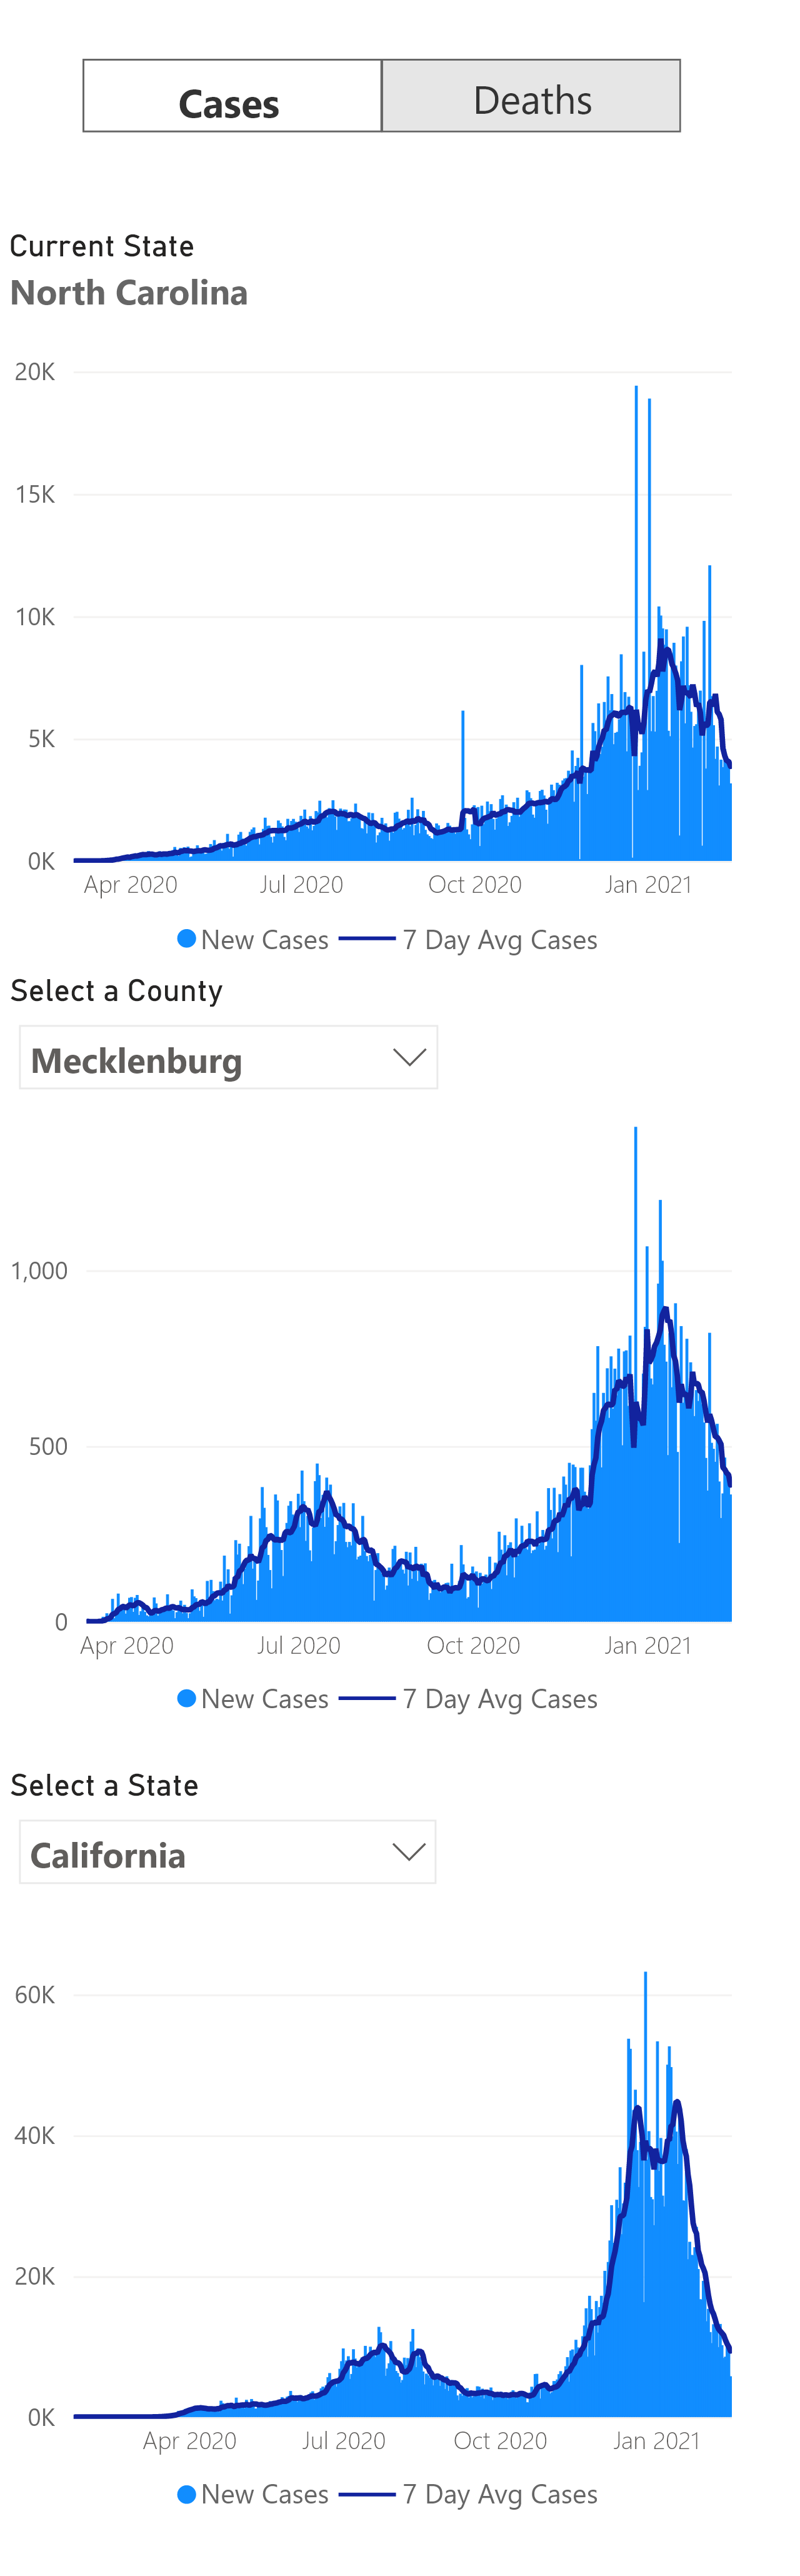 Cases Deaths
Current State
North Carolina
20K
15K
10K
5K
0K
Apr 2020 Jul 2020 Oct 2020 Jan 2021
New Cases 7 Day Avg Cases
Select a County
Mecklenburg
1,000
500
0
Apr 2020 Jul 2020 Oct 2020 Jan 2021
New Cases 7 Day Avg Cases
Select a State
California
60K
40K
20K
0K
Apr 2020 Jul 2020 Oct 2020 Jan 2021
New Cases 7 Day Avg Cases